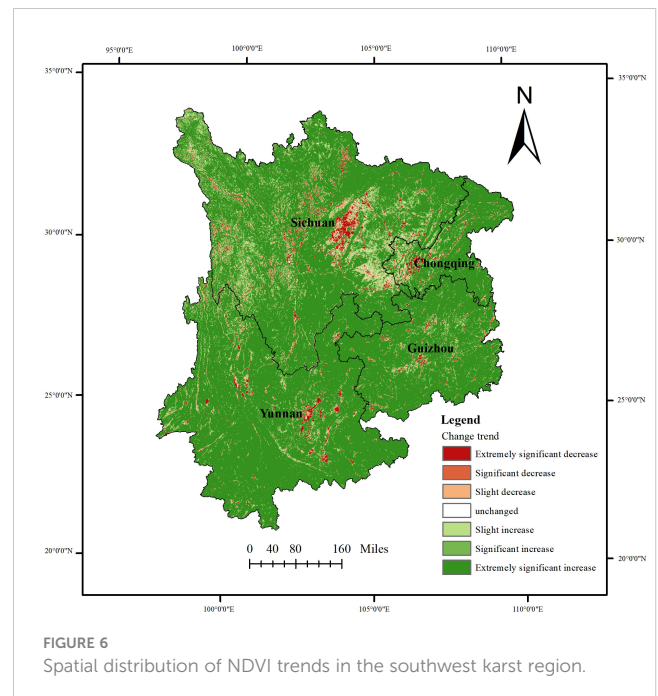 95°0'0"E 100°0'0"E 105°0'0"E 110°0'0"E
35°0'0"N 35°0'0"N
N
Sichuan
30°0'0"N 30°0'0"N
Chongqing
Guizhou
25°0'0"N 25°0'0"N
Yunnan
Legend
Change trend
Extremely significant decrease
Significant decrease
Slight decrease
unchanged
Slight increase
Significant increase
Extremely significant increase
0 40 80 160 Miles
20°0'0"N 20°0'0"N
100°0'0"E 105°0'0"E 110°0'0"E
FIGURE 6
Spatial distribution of NDVI trends in the southwest karst region.